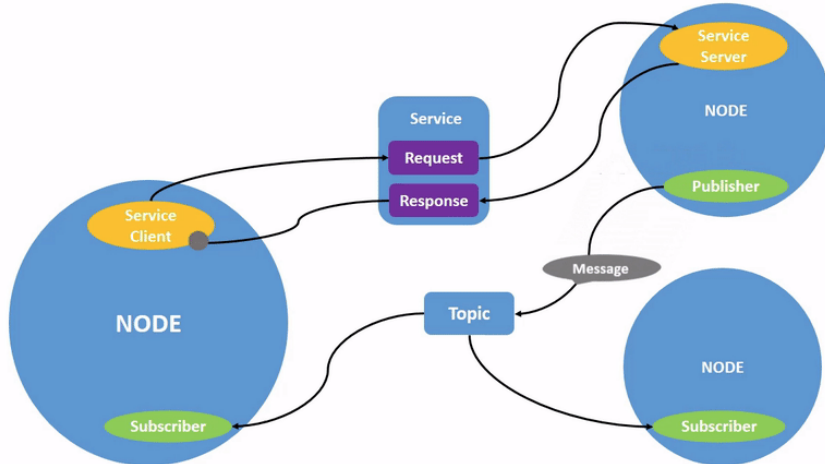 Service
Server
NODE
Publisher
Service
Request
Response
Service
Client
NODE
Subscriber
Message
Topic
NODE
Subscriber